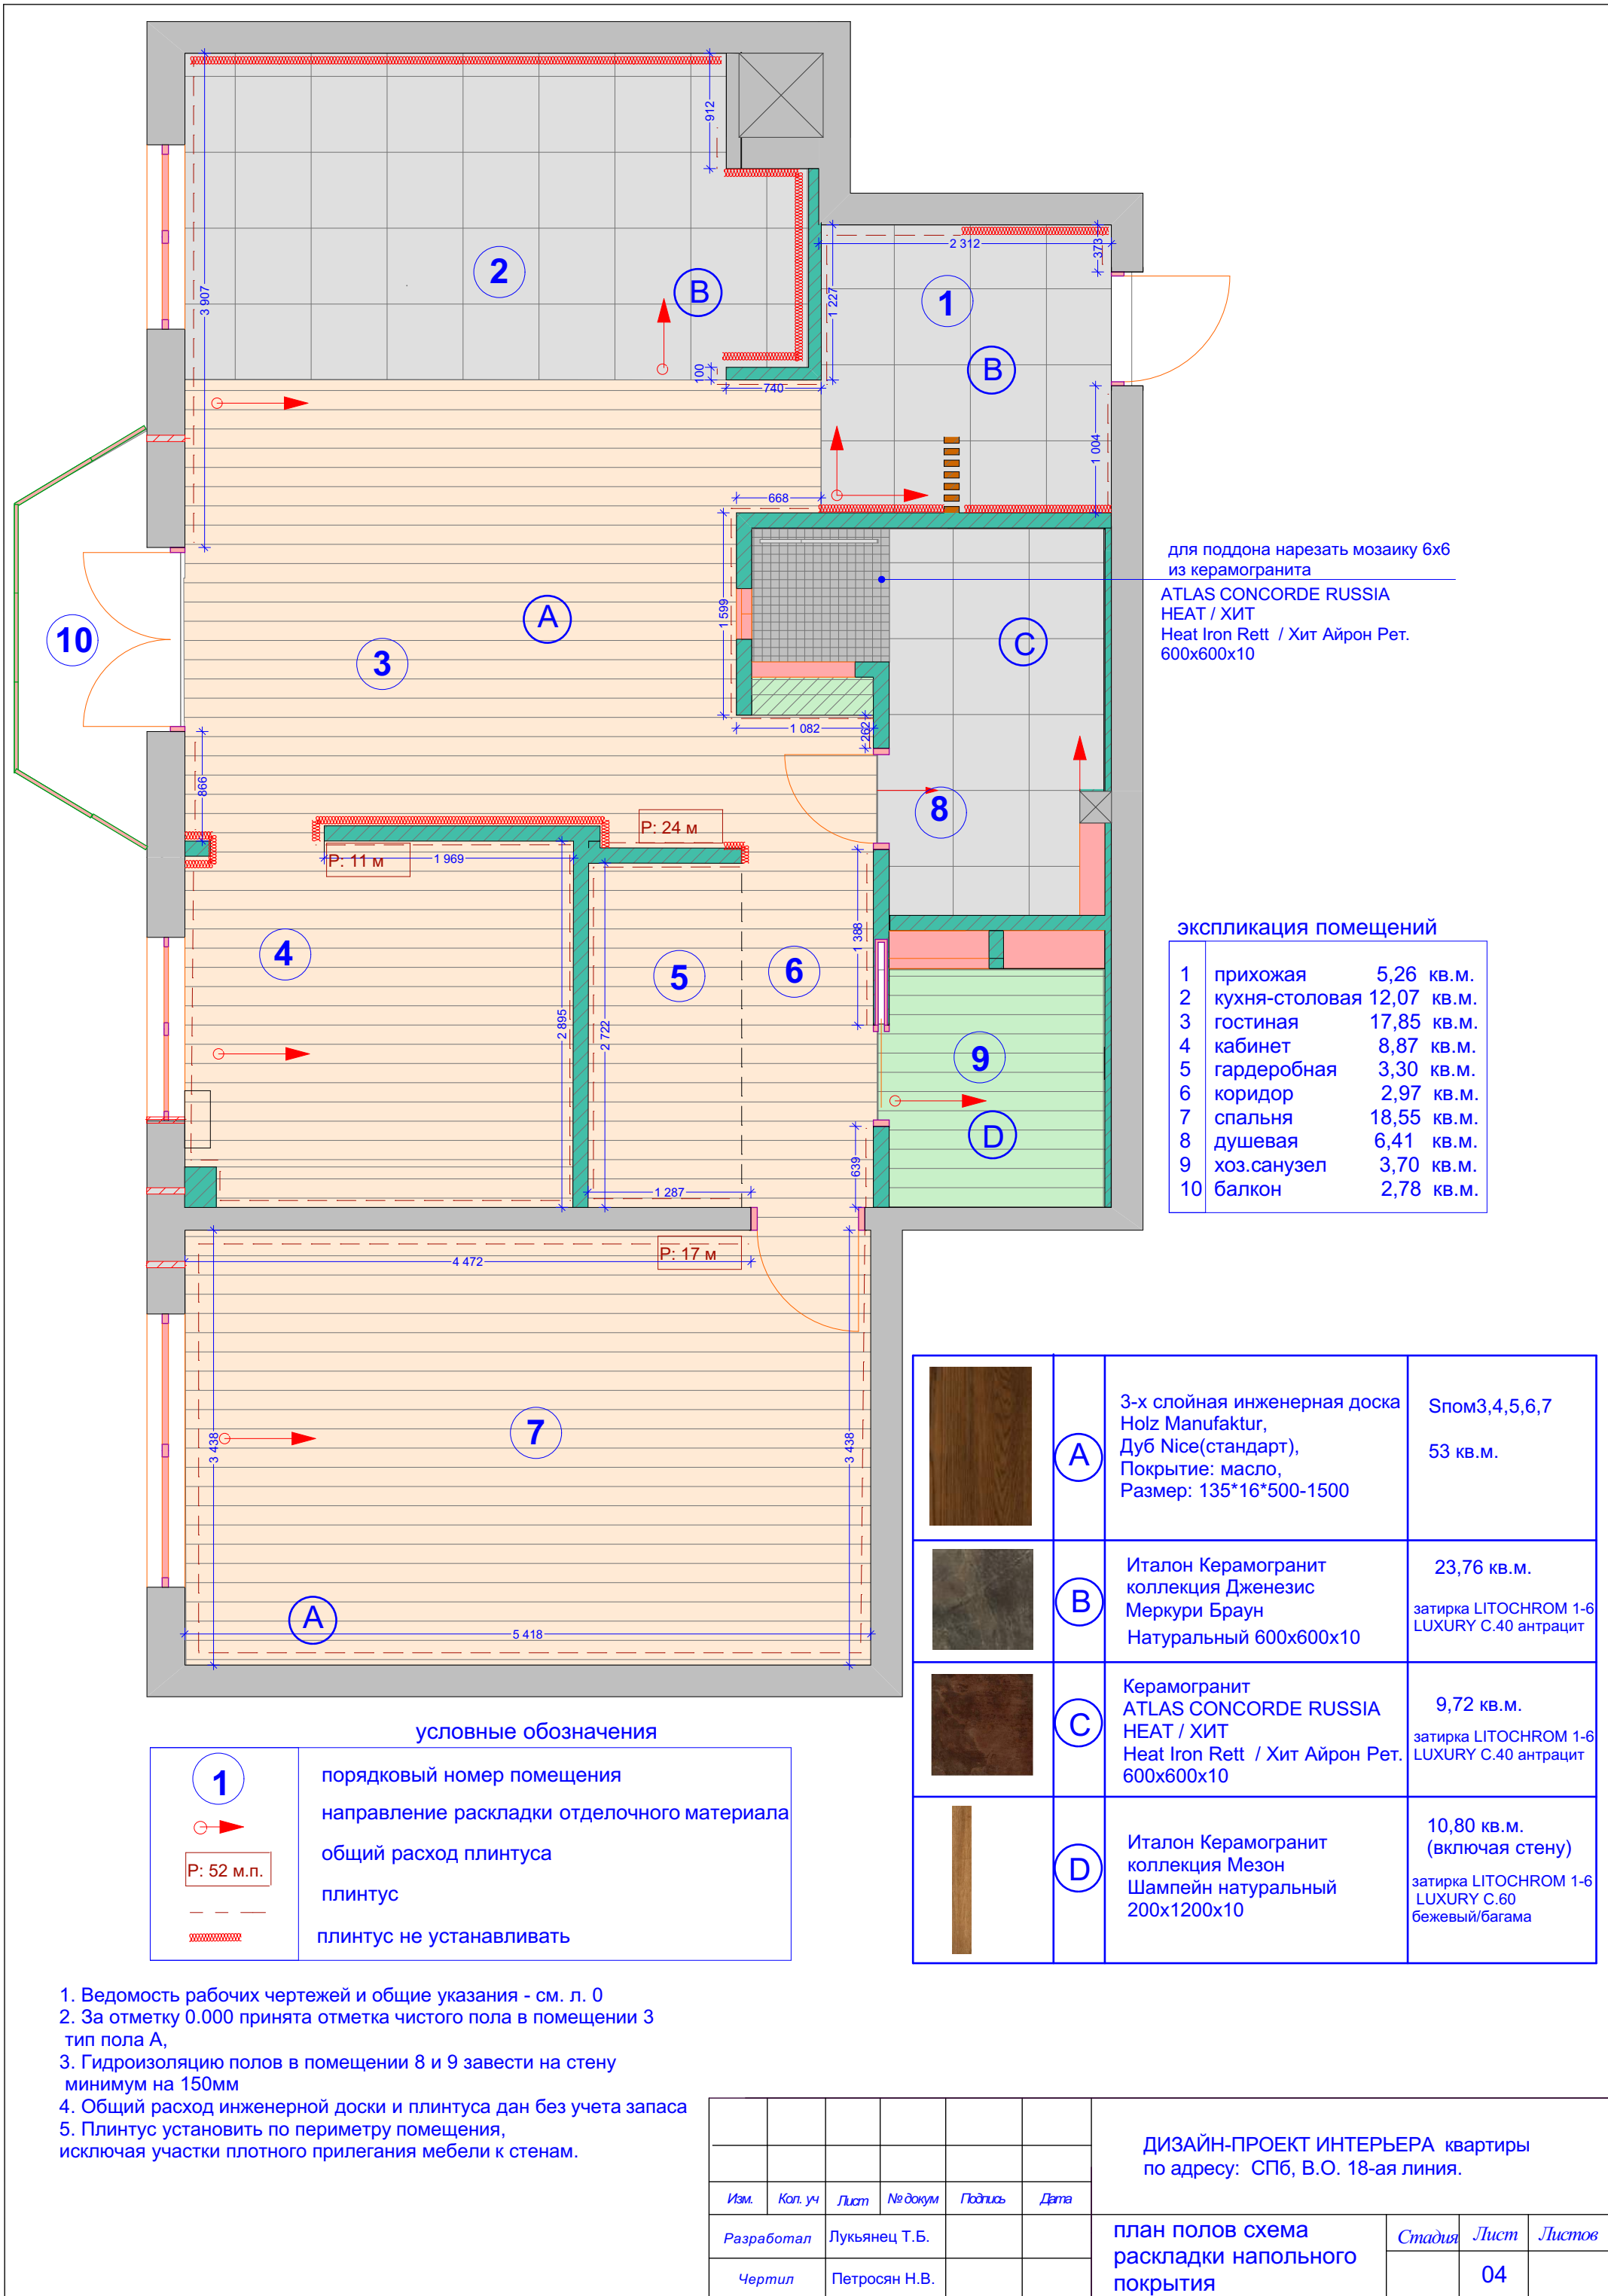 912
2 312
373
2
B
1
3 907
1 227
B
100
740
1 004
668
для поддона нарезать мозаику 6х6
из керамогранита
ATLAS CONCORDE RUSSIA
HEAT / ХИТ
Heat Iron Rett / Хит Айрон Рет.
600x600x10
A
1 599
C
10
3
1 082
262
866
8
P: 24 м
P: 11 м
1 969
1 388
экспликация помещений
1 прихожая 5,26 кв.м.
2 кухня-столовая 12,07 кв.м.
3 гостиная 17,85 кв.м.
4 кабинет 8,87 кв.м.
5 гардеробная 3,30 кв.м.
6 коридор 2,97 кв.м.
7 спальня 18,55 кв.м.
8 душевая 6,41 кв.м.
9 хоз.санузел 3,70 кв.м.
10 балкон 2,78 кв.м.
4
5
6
2 895
2 722
9
D
639
1 287
P: 17 м
4 472
7
3 438
3 438
A
5 418
A
3-х слойная инженерная доска
Holz Manufaktur,
Дуб Nice(стандарт),
Покрытие: масло,
Размер: 135*16*500-1500
Sпом3,4,5,6,7
53 кв.м.
B
Италон Керамогранит
коллекция Дженезис
Меркури Браун
Натуральный 600х600х10
23,76 кв.м.
затирка LITOCHROM 1-6
LUXURY C.40 антрацит
C
Керамогранит
ATLAS CONCORDE RUSSIA
HEAT / ХИТ
Heat Iron Rett / Хит Айрон Рет.
600x600x10
9,72 кв.м.
затирка LITOCHROM 1-6
LUXURY C.40 антрацит
D
Италон Керамогранит
коллекция Мезон
Шампейн натуральный
200х1200х10
10,80 кв.м.
(включая стену)
затирка LITOCHROM 1-6
LUXURY C.60
бежевый/багама
условные обозначения
1 порядковый номер помещения
направление раскладки отделочного материала
P: 52 м.п. общий расход плинтуса
плинтус
плинтус не устанавливать
1. Ведомость рабочих чертежей и общие указания - см. л. 0
2. За отметку 0.000 принята отметка чистого пола в помещении 3
тип пола А,
3. Гидроизоляцию полов в помещении 8 и 9 завести на стену
минимум на 150мм
4. Общий расход инженерной доски и плинтуса дан без учета запаса
5. Плинтус установить по периметру помещения,
исключая участки плотного прилегания мебели к стенам.
ДИЗАЙН-ПРОЕКТ ИНТЕРЬЕРА квартиры
по адресу: СПб, В.О. 18-ая линия.
Изм. Кол. уч Лист № докум Подпись Дата
Разработал Лукьянец Т.Б.
Чертил Петросян Н.В.
план полов схема
раскладки напольного
покрытия
Стадия Лист Листов
04